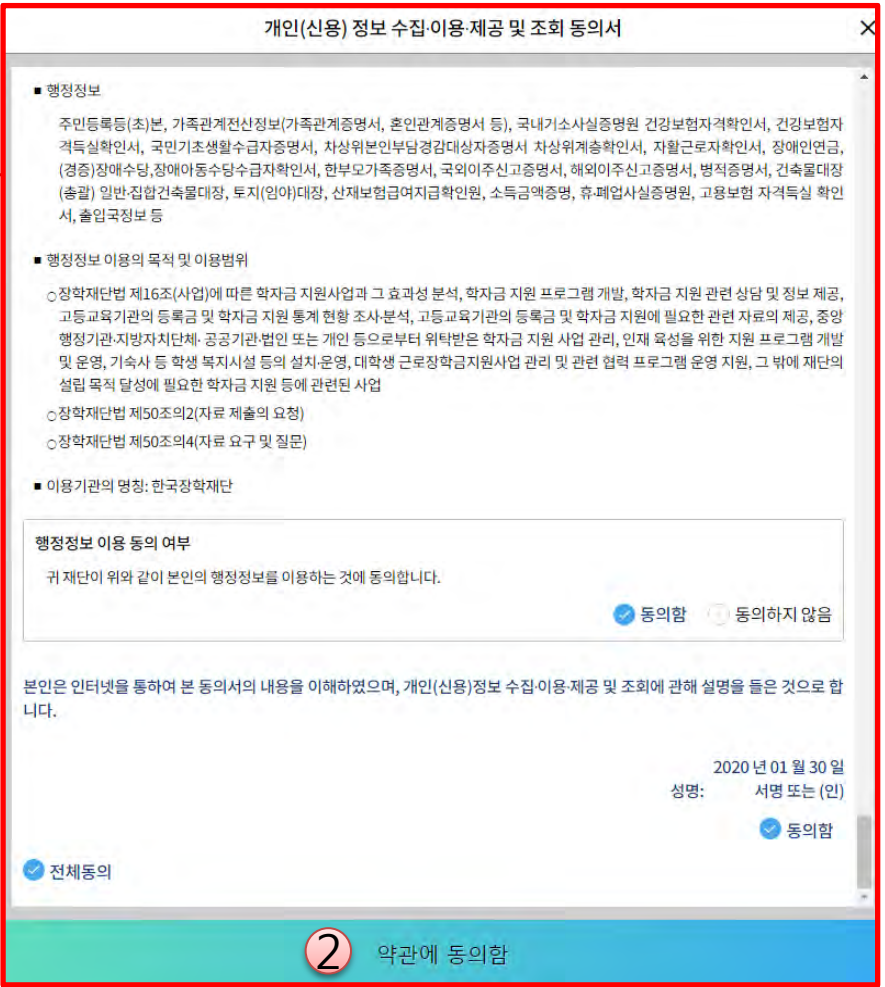 개인(신용) 정보 수집·이용·제공 및 조회 동의서
■ 행정정보
주민등록등(초)본, 가족관계전산정보(가족관계증명서, 혼인관계증명서 등), 국내기소사실증명원 건강보험자격확인서, 건강보험자
격득실확인서, 국민기초생활수급자증명서, 차상위본인부담경감대상자증명서 차상위계층확인서, 자활근로자확인서, 장애인연금,
(경증)장애수당,장애아동수당수급자확인서, 한부모가족증명서, 국외이주신고증명서, 해외이주신고증명서, 병적증명서, 건축물대장
(총괄) 일반·집합건축물대장, 토지(임야)대장, 산재보험급여지급확인원, 소득금액증명, 휴·폐업사실증명원, 고용보험 자격득실 확인
서, 출입국정보 등
■ 행정정보 이용의 목적 및 이용범위
○장학재단법 제16조(사업)에 따른 학자금 지원사업과 그 효과성 분석, 학자금 지원 프로그램 개발, 학자금 지원 관련 상담 및 정보 제공,
고등교육기관의 등록금 및 학자금 지원 통계 현황 조사·분석, 고등교육기관의 등록금 및 학자금 지원에 필요한 관련 자료의 제공, 중앙
행정기관·지방자치단체· 공공기관·법인 또는 개인 등으로부터 위탁받은 학자금 지원 사업 관리, 인재 육성을 위한 지원 프로그램 개발
및 운영, 기숙사 등 학생 복지시설 등의 설치·운영, 대학생 근로장학금지원사업 관리 및 관련 협력 프로그램 운영 지원, 그 밖에 재단의
설립 목적 달성에 필요한 학자금 지원 등에 관련된 사업
○장학재단법 제50조의2(자료 제출의 요청)
○장학재단법 제50조의4(자료 요구 및 질문)
■ 이용기관의 명칭: 한국장학재단
행정정보 이용 동의 여부
귀 재단이 위와 같이 본인의 행정정보를 이용하는 것에 동의합니다.
동의함 동의하지 않음
본인은 인터넷을 통하여 본 동의서의 내용을 이해하였으며, 개인(신용)정보 수집·이용·제공 및 조회에 관해 설명을 들은 것으로 합
니다.
2020 년 01 월 30 일
성명: 서명 또는 (인)
동의함
전체동의
2 약관에 동의함